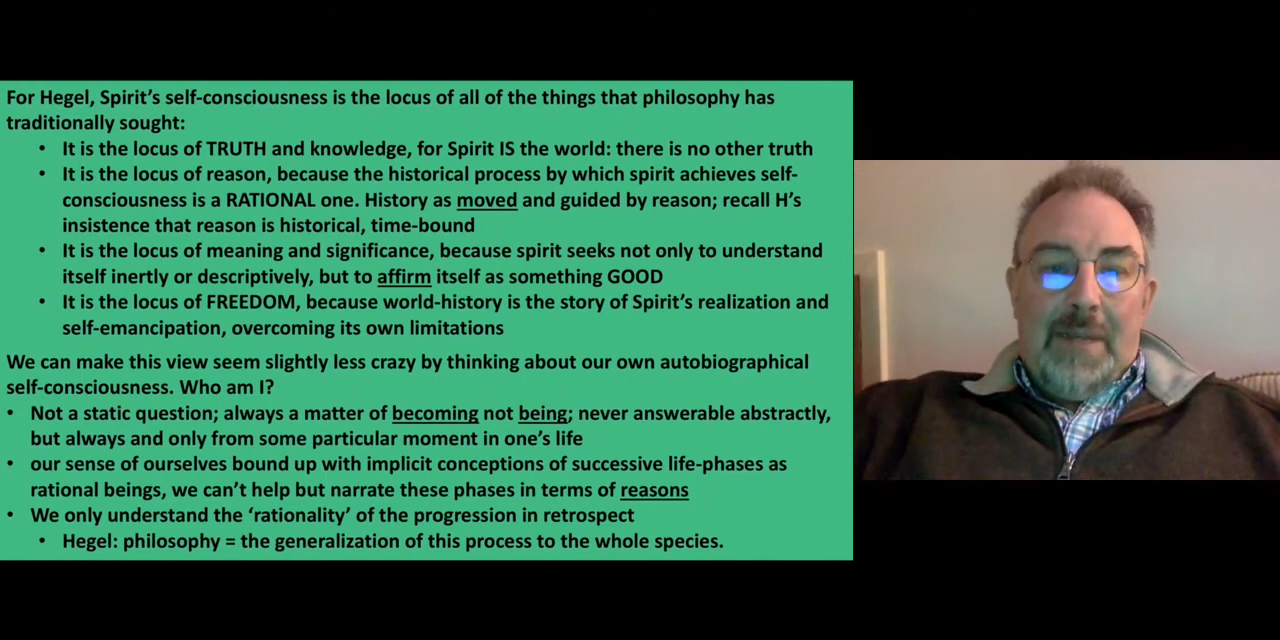 For Hegel, Spirit's self-consciousness is the locus of all of the things that philosophy has
traditionally sought:
• It is the locus of TRUTH and knowledge, for Spirit IS the world: there is no other truth
• It is the locus of reason, because the historical process by which spirit achieves self-
consciousness is a RATIONAL one. History as moved and guided by reason; recall H's
insistence that reason is historical, time-bound
• It is the locus of meaning and significance, because spirit seeks not only to understand
itself inertly or descriptively, but to affirm itself as something GOOD
• It is the locus of FREEDOM, because world-history is the story of Spirit's realization and
self-emancipation, overcoming its own limitations
We can make this view seem slightly less crazy by thinking about our own autobiographical
self-consciousness. Who am I?
• Not a static question; always a matter of becoming not being; never answerable abstractly,
but always and only from some particular moment in one's life
• our sense of ourselves bound up with implicit conceptions of successive life-phases as
rational beings, we can't help but narrate these phases in terms of reasons
• We only understand the 'rationality' of the progression in retrospect
• Hegel: philosophy = the generalization of this process to the whole species.